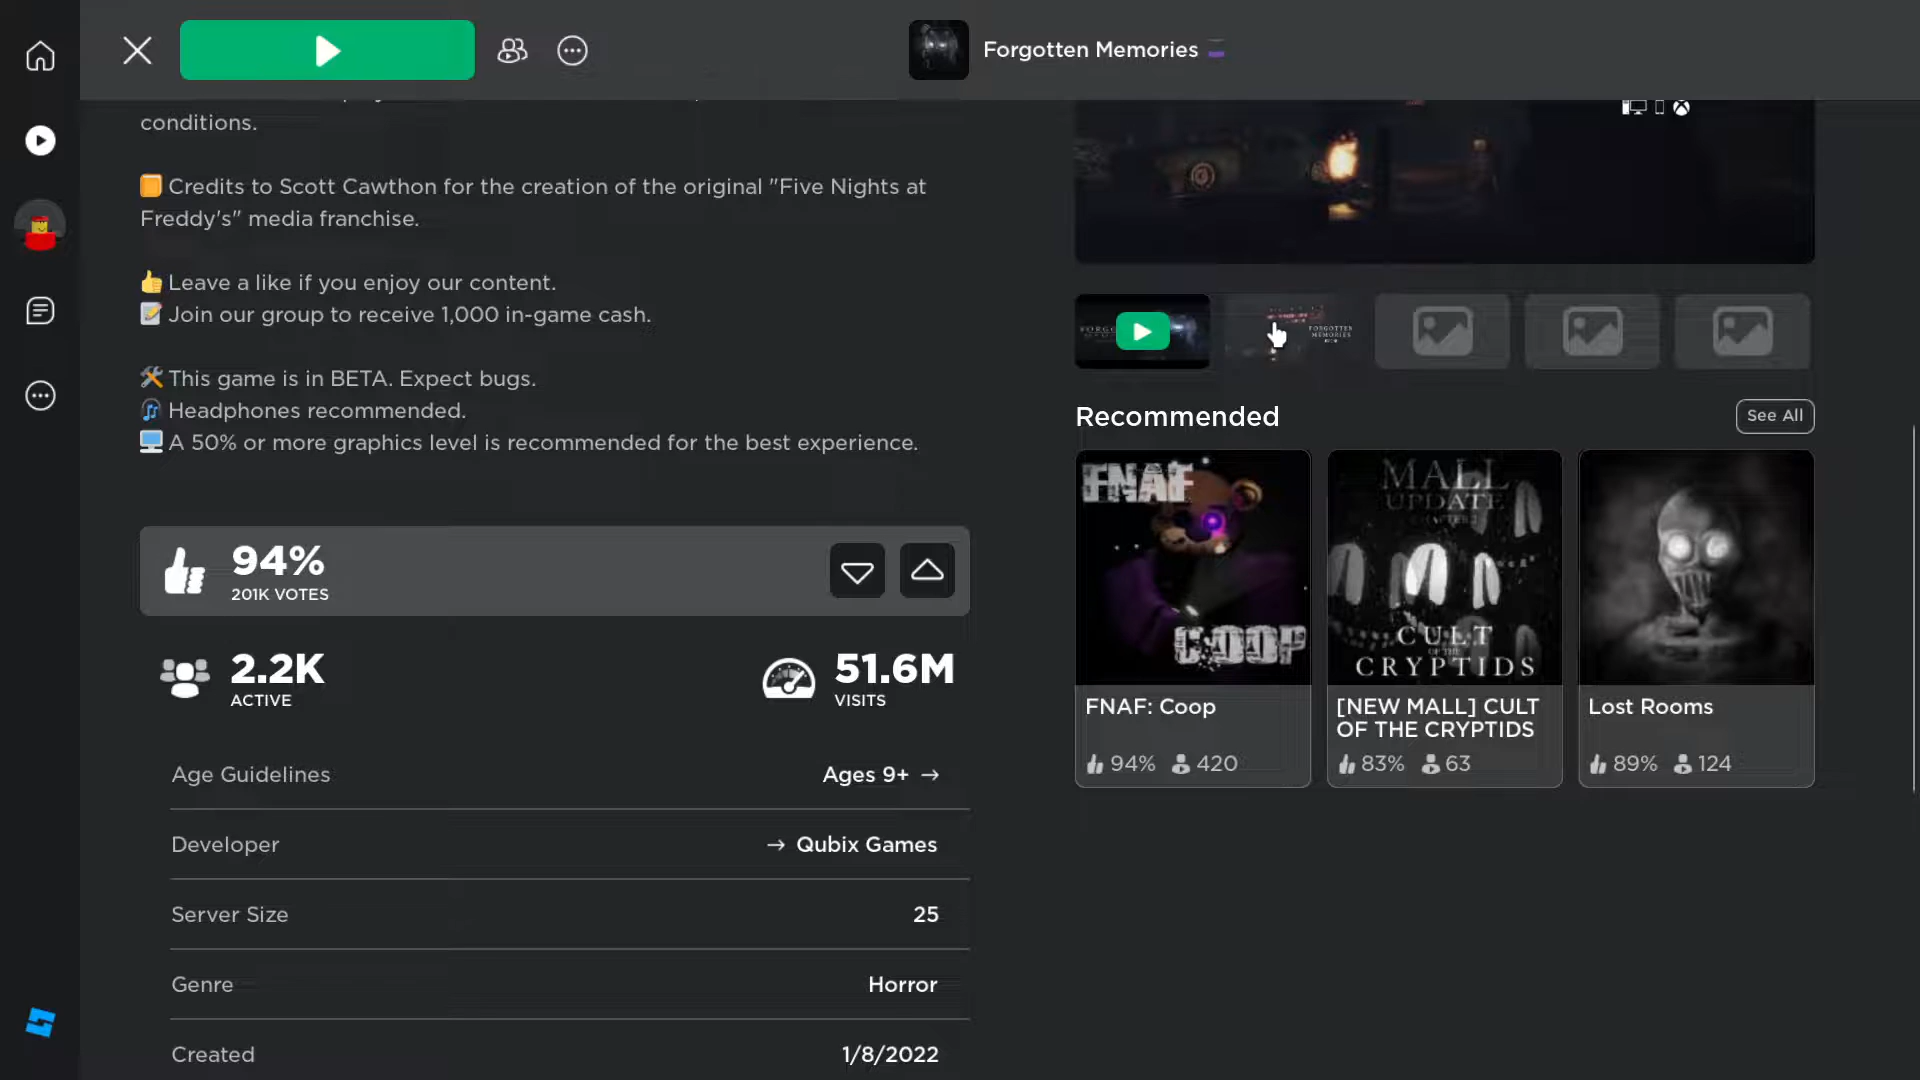 Forgotten Memories
conditions.
Credits to Scott Cawthon for the creation of the original "Five Nights at
Freddy's" media franchise.
Leave a like if you enjoy our content.
Join our group to receive 1,000 in-game cash.
This game is in BETA. Expect bugs.
Headphones recommended.
A 50% or more graphics level is recommended for the best experience.
94%
201K VOTES
2.2K
ACTIVE
51.6M
VISITS
Age Guidelines
Ages 9+ →
Developer
→ Qubix Games
Server Size
25
Genre
Horror
Created
1/8/2022
FORGOTTEN
MEMORIES
Recommended
See All
FNAF
COOP
FNAF: Coop
94% 420
MALL
UPDATE
CULT
OF THE
CRYPTIDS
[NEW MALL] CULT
OF THE CRYPTIDS
83% 63
Lost Rooms
89% 124